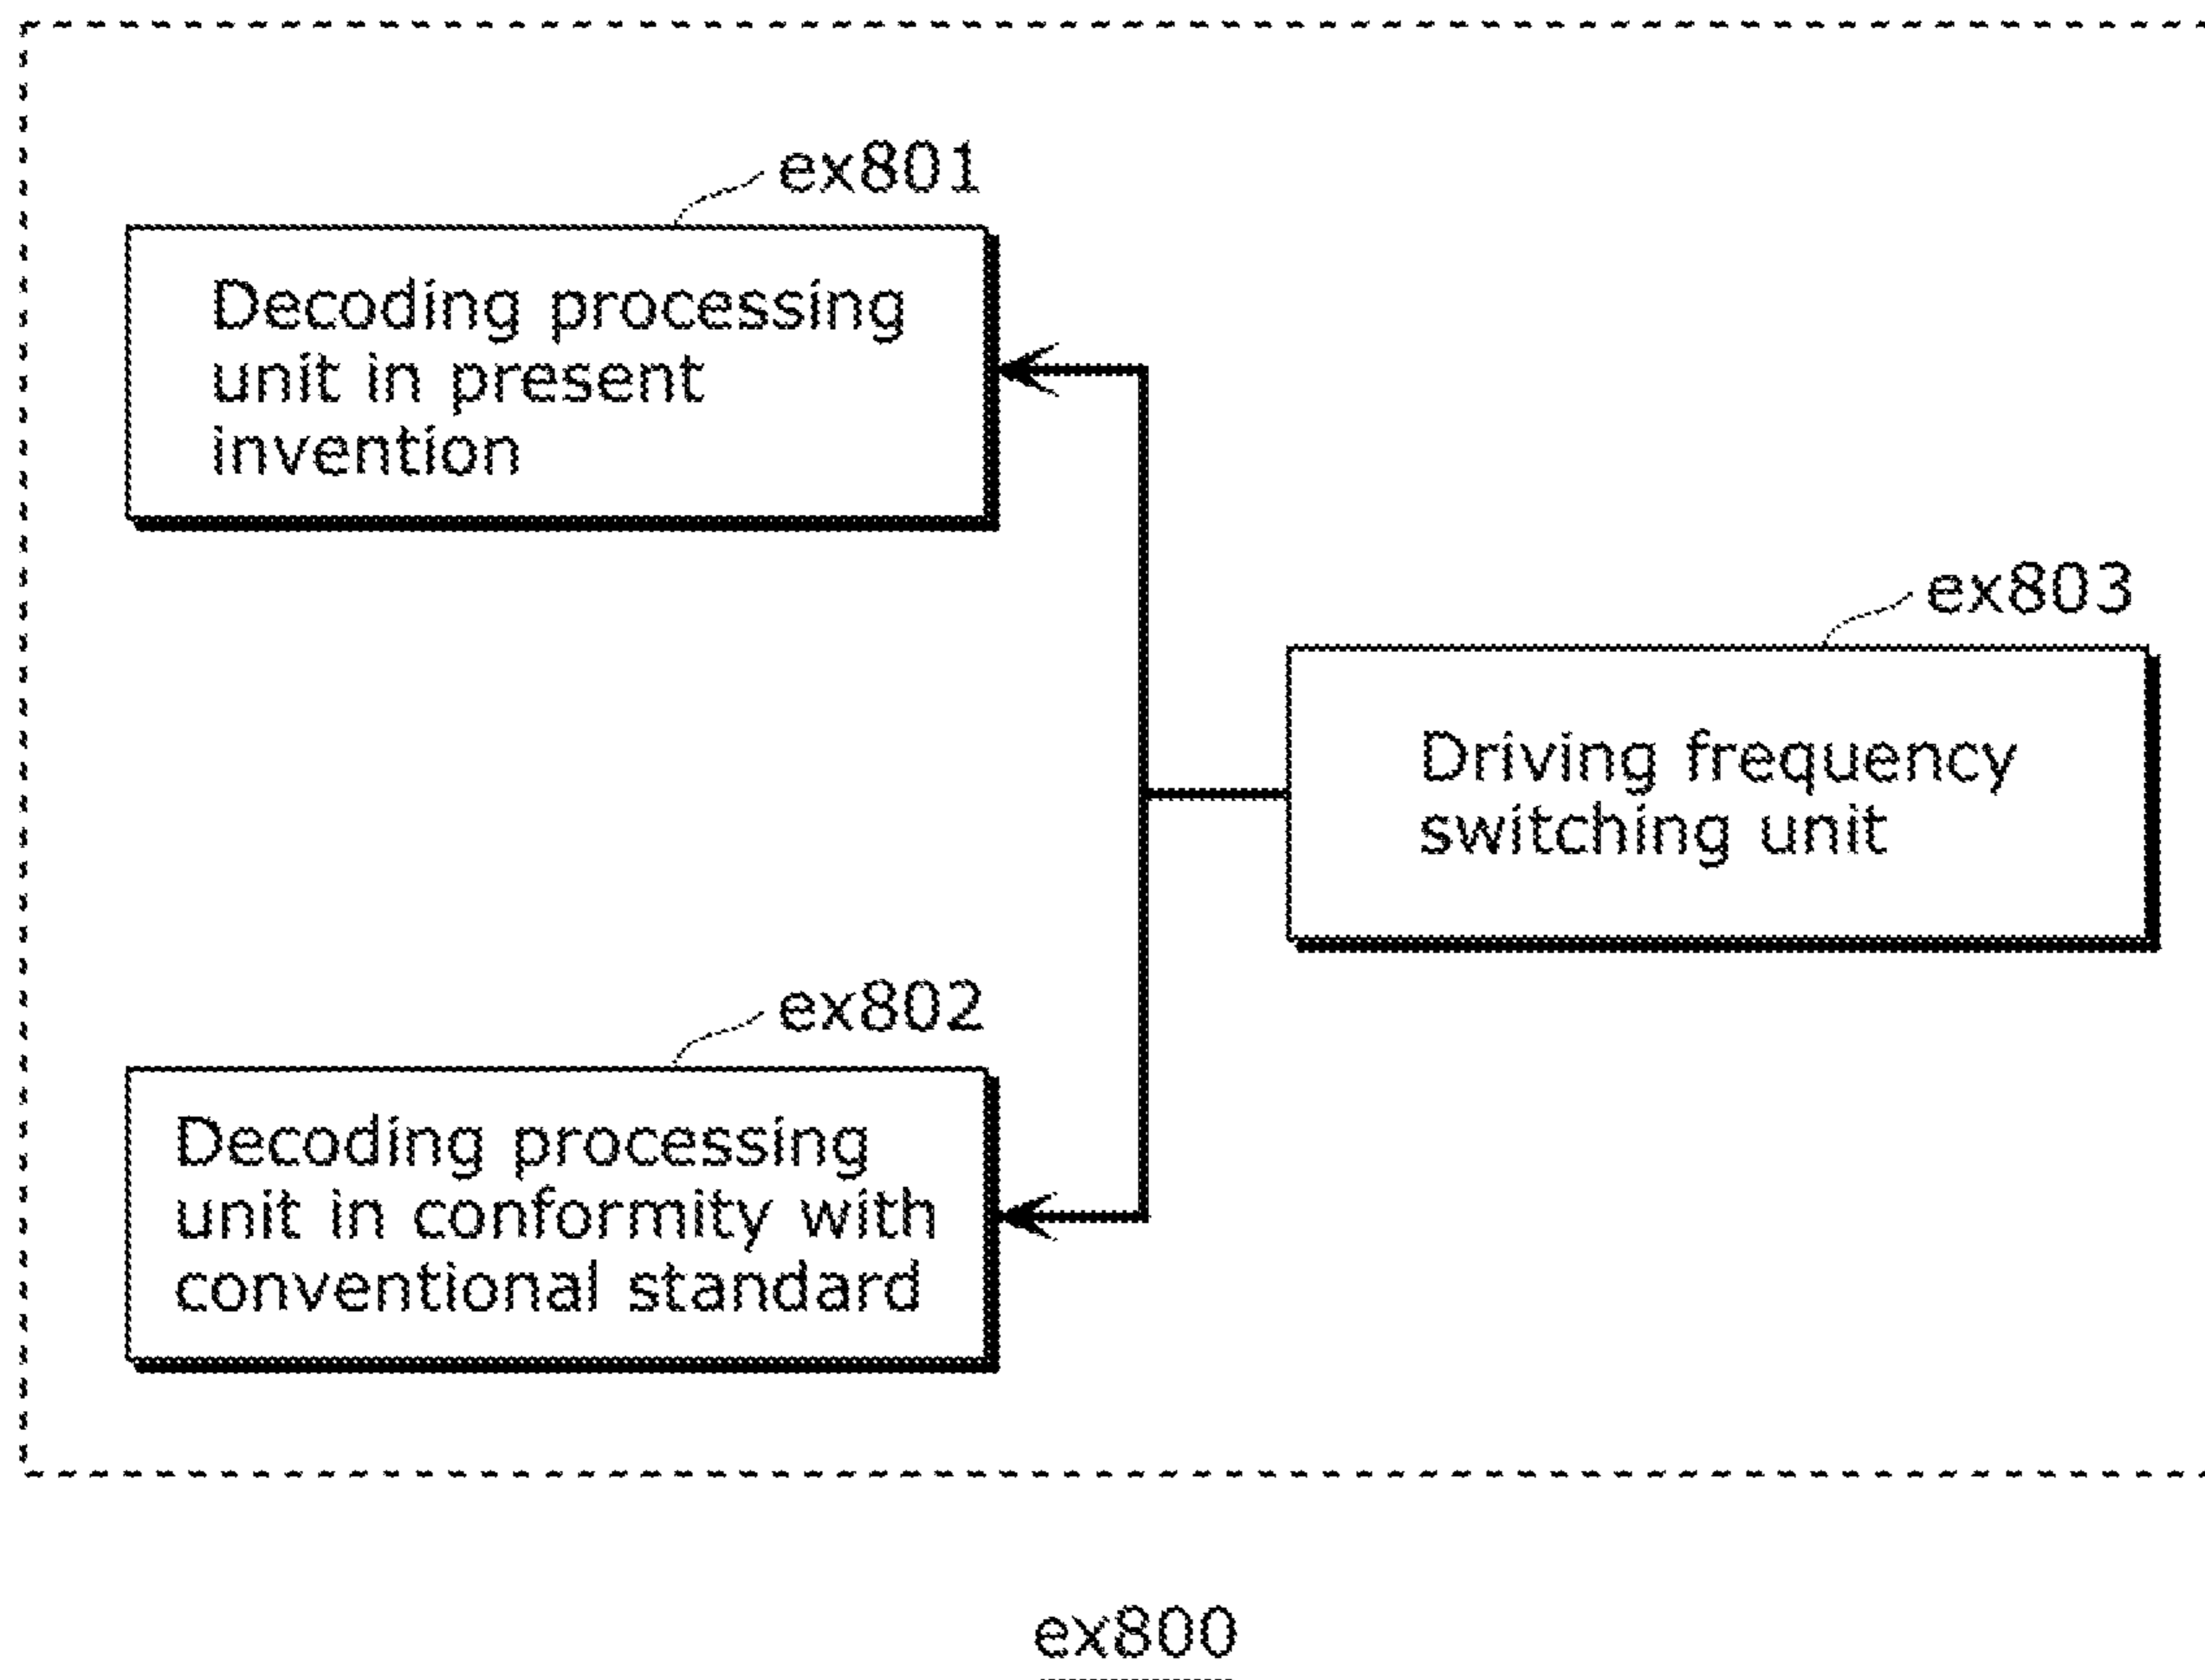 ex801
Decoding processing
unit in present
invention
ex803
Driving frequency
switching unit
ex802
Decoding processing
unit in conformity with
conventional standard
ex800